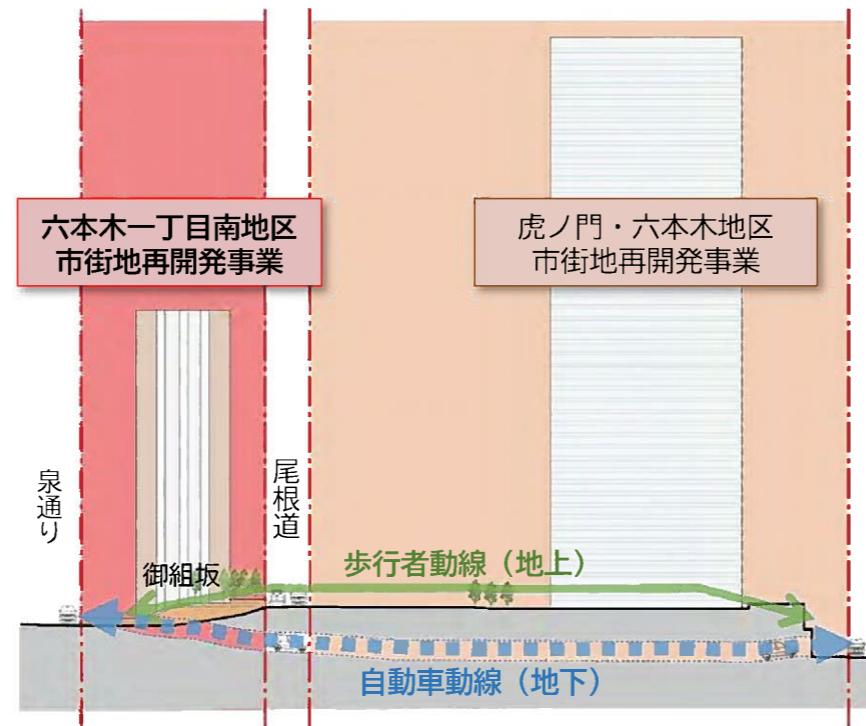 六本木一丁目南地区
市街地再開発事業
虎ノ門・六本木地区
市街地再開発事業
泉通り
尾根道
御組坂
歩行者動線（地上）
自動車動線（地下）